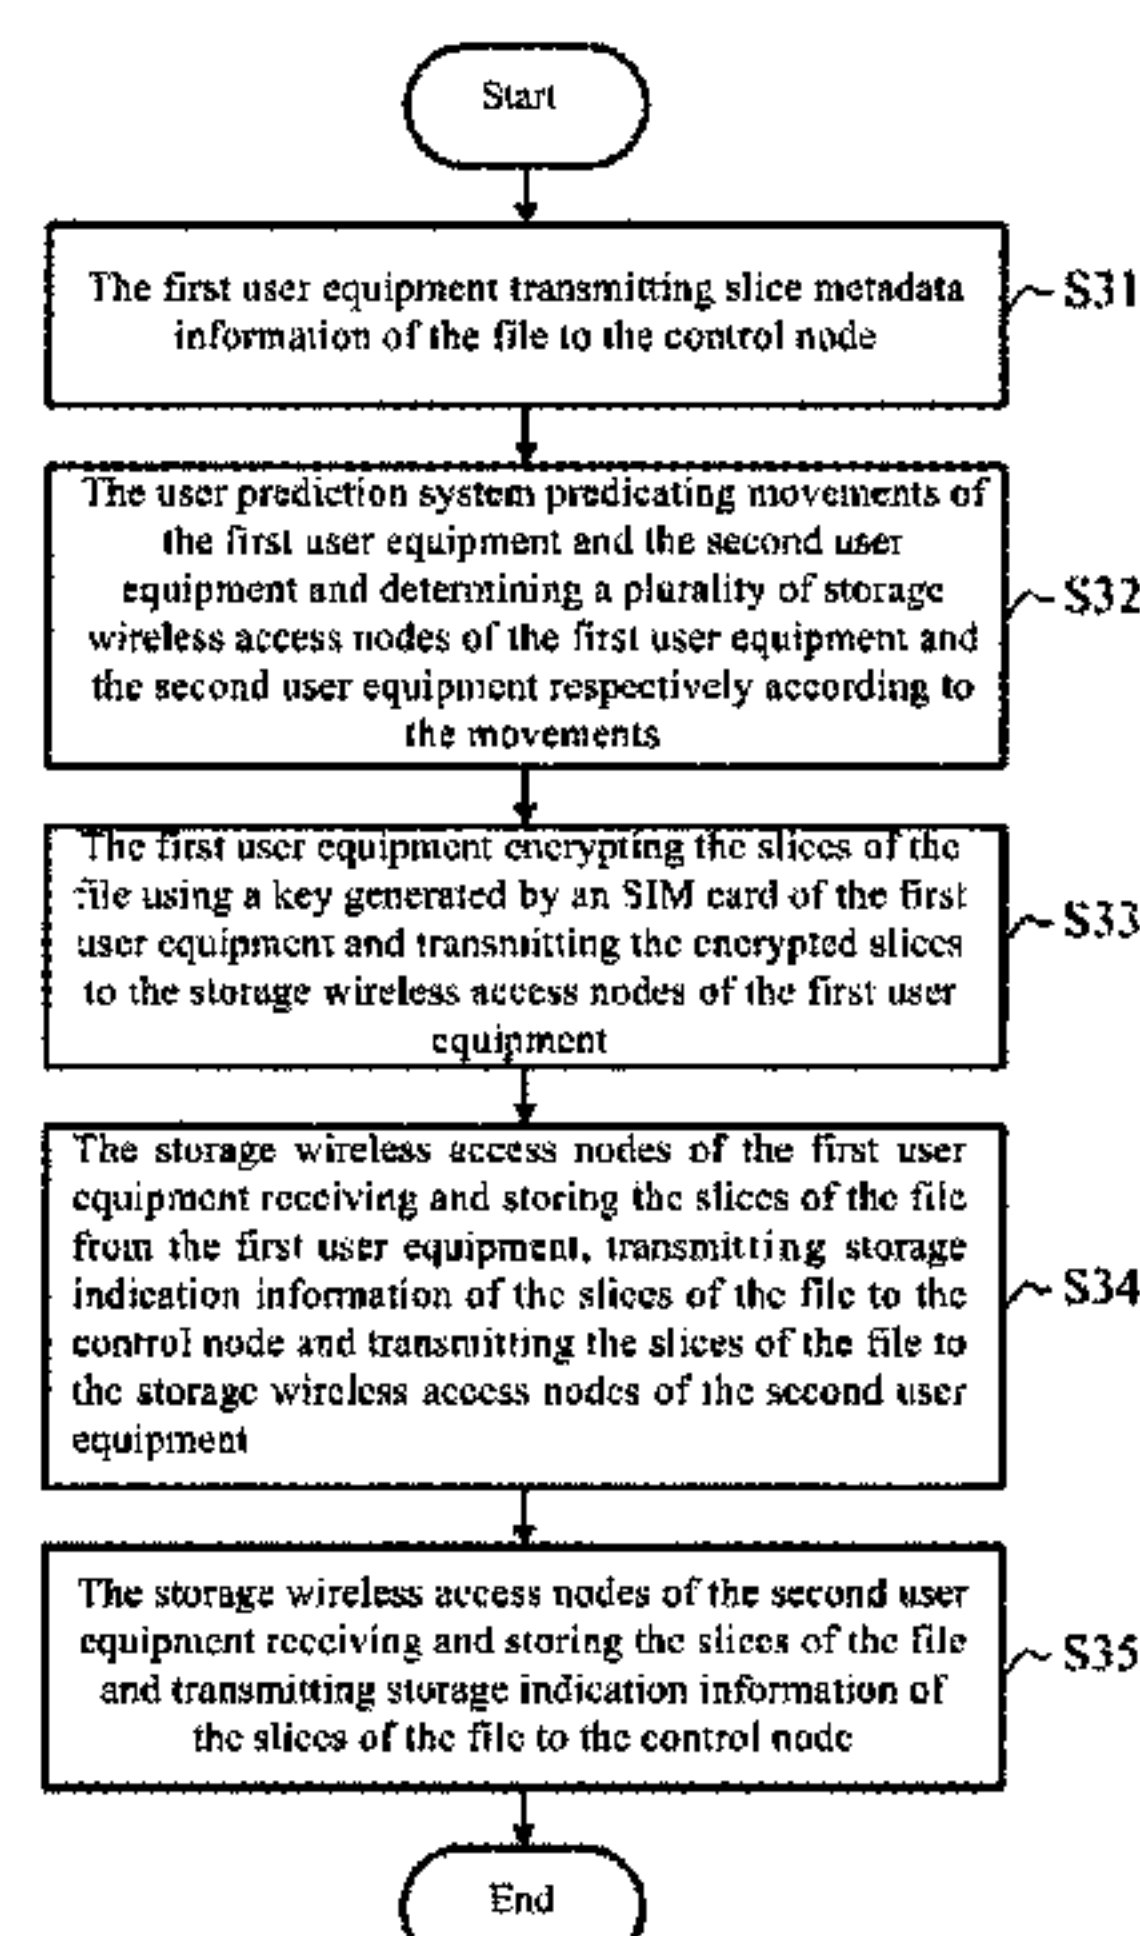 Start
The first user equipment transmitting slice metadata
information of the file to the control node
S31
The user prediction system predicating movements of
the first user equipment and the second user
equipment and determining a plurality of storage
wireless access nodes of the first user equipment and
the second user equipment respectively according to
the movements
S32
The first user equipment encrypting the slices of the
file using a key generated by an SIM card of the first
user equipment and transmitting the encrypted slices
to the storage wireless access nodes of the first user
equipment
S33
The storage wireless access nodes of the first user
equipment receiving and storing the slices of the file
from the first user equipment, transmitting storage
indication information of the slices of the file to the
control node and transmitting the slices of the file to
the storage wireless access nodes of the second user
equipment
S34
The storage wireless access nodes of the second user
equipment receiving and storing the slices of the file
and transmitting storage indication information of
the slices of the file to the control node
S35
End